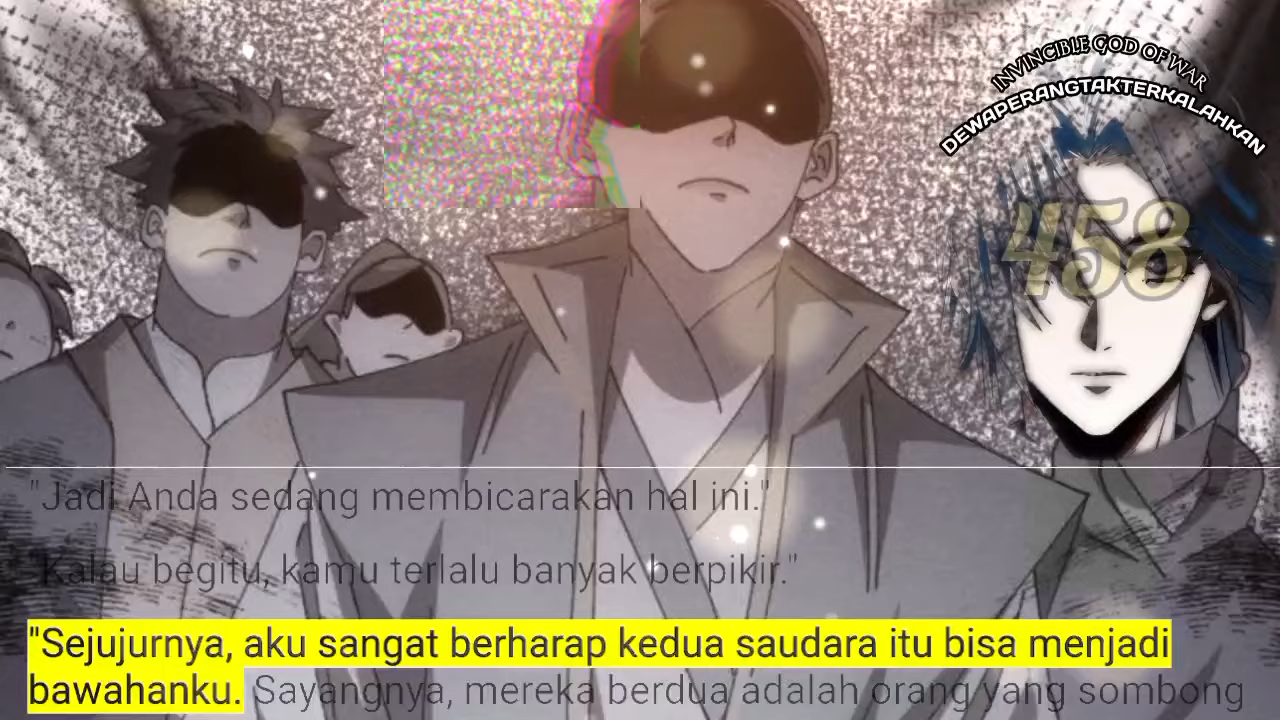 INVINCIBLE GOD OF WAR
DEWAPERANGTAKTERKALAHKAN
458
"Jadi Anda sedang membicarakan hal ini."
"Kalau begitu, kamu terlalu banyak berpikir."
"Sejujurnya, aku sangat berharap kedua saudara itu bisa menjadi
bawahanku. Sayangnya, mereka berdua adalah orang yang sombong